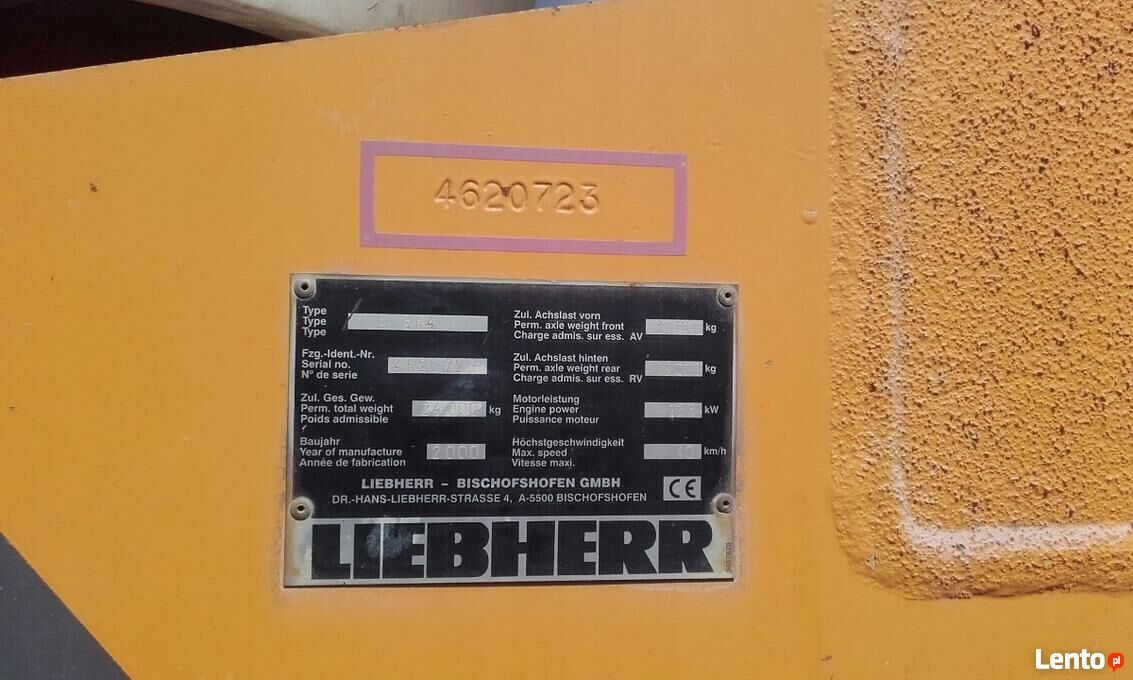 4620723
Type
Type
Type
L 564
Fzg.-Ident.-Nr.
Serial no.
N° de serie
4620723
Zul. Ges. Gew.
Perm. total weight
Poids admissible
24 000 kg
Baujahr
Year of manufacture
Année de fabrication
2000
Zul. Achslast vorn
Perm. axle weight front
Charge admis. sur ess. AV
kg
Zul. Achslast hinten
Perm. axle weight rear
Charge admis. sur ess. RV
kg
Motorleistung
Engine power
Puissance moteur
kW
Höchstgeschwindigkeit
Max. speed
Vitesse maxi.
40 km/h
LIEBHERR – BISCHOFSHOFEN GMBH
DR.-HANS-LIEBHERR-STRASSE 4, A-5500 BISCHOFSHOFEN
CE
LIEBHERR
Lento pl